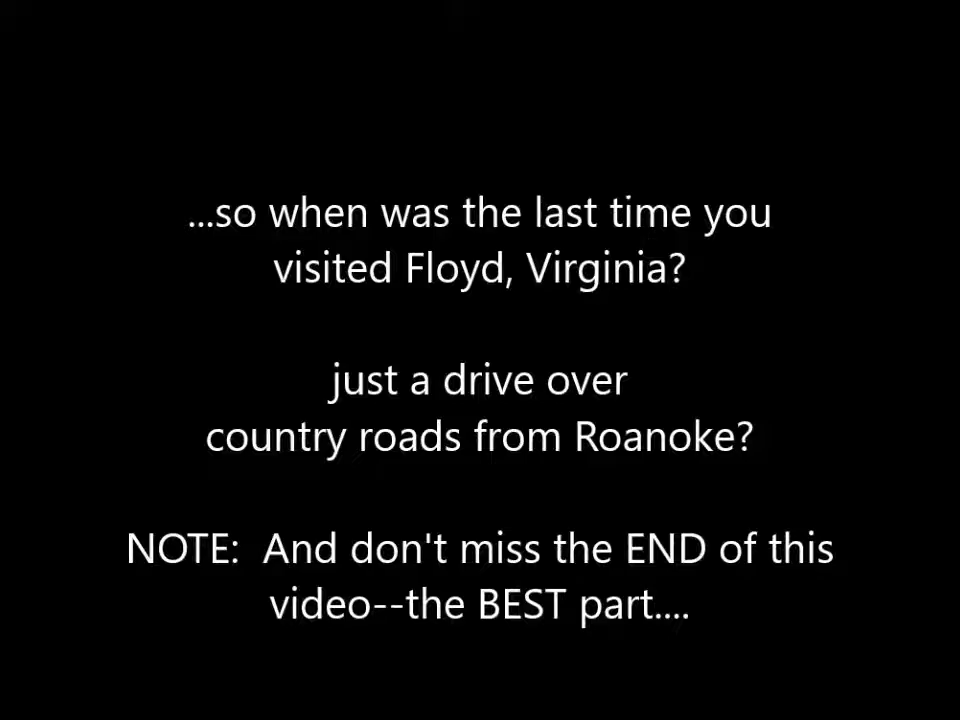 ...so when was the last time you
visited Floyd, Virginia?
just a drive over
country roads from Roanoke?
NOTE:  And don't miss the END of this
video--the BEST part....